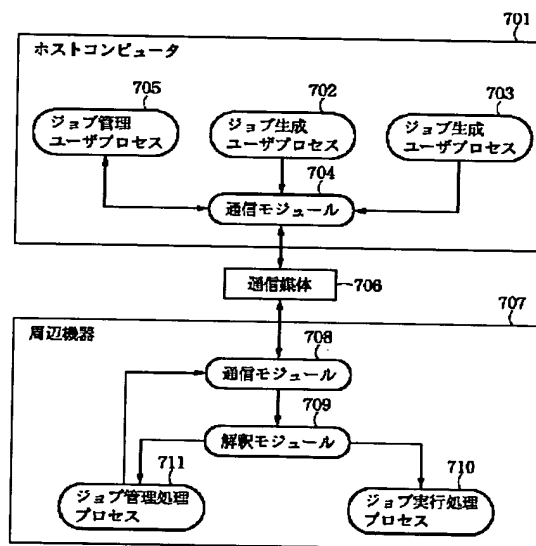 701
ホストコンピュータ
705
702
703
ジョブ管理
ユーザプロセス
ジョブ生成
ユーザプロセス
ジョブ生成
ユーザプロセス
704
通信モジュール
通信媒体
706
707
周辺機器
708
通信モジュール
709
解釈モジュール
711
710
ジョブ管理処理
プロセス
ジョブ実行処理
プロセス